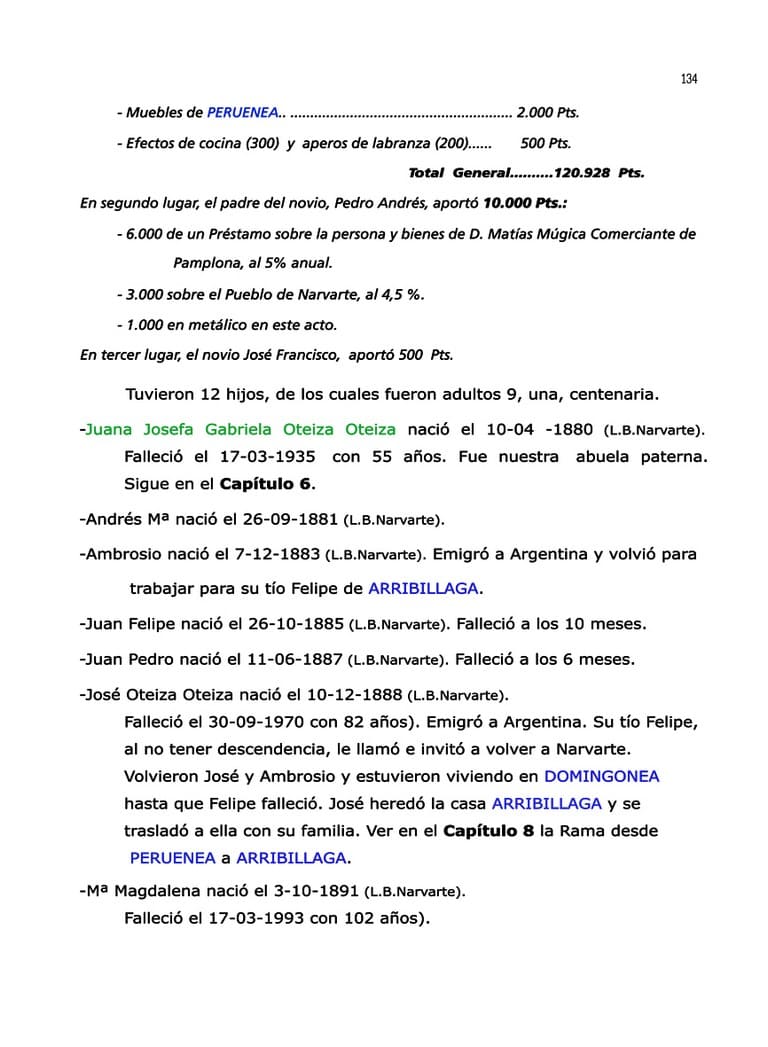 134
- Muebles de PERUENEA.. ........................................................ 2.000 Pts.
- Efectos de cocina (300) y aperos de labranza (200)...... 500 Pts.
Total General..........120.928 Pts.
En segundo lugar, el padre del novio, Pedro Andrés, aportó 10.000 Pts.:
- 6.000 de un Préstamo sobre la persona y bienes de D. Matías Múgica Comerciante de
Pamplona, al 5% anual.
- 3.000 sobre el Pueblo de Narvarte, al 4,5 %.
- 1.000 en metálico en este acto.
En tercer lugar, el novio José Francisco, aportó 500 Pts.
Tuvieron 12 hijos, de los cuales fueron adultos 9, una, centenaria.
-Juana Josefa Gabriela Oteiza Oteiza nació el 10-04 -1880 (L.B.Narvarte).
Falleció el 17-03-1935 con 55 años. Fue nuestra abuela paterna.
Sigue en el Capítulo 6.
-Andrés Mª nació el 26-09-1881 (L.B.Narvarte).
-Ambrosio nació el 7-12-1883 (L.B.Narvarte). Emigró a Argentina y volvió para
trabajar para su tío Felipe de ARRIBILLAGA.
-Juan Felipe nació el 26-10-1885 (L.B.Narvarte). Falleció a los 10 meses.
-Juan Pedro nació el 11-06-1887 (L.B.Narvarte). Falleció a los 6 meses.
-José Oteiza Oteiza nació el 10-12-1888 (L.B.Narvarte).
Falleció el 30-09-1970 con 82 años). Emigró a Argentina. Su tío Felipe,
al no tener descendencia, le llamó e invitó a volver a Narvarte.
Volvieron José y Ambrosio y estuvieron viviendo en DOMINGONEA
hasta que Felipe falleció. José heredó la casa ARRIBILLAGA y se
trasladó a ella con su familia. Ver en el Capítulo 8 la Rama desde
PERUENEA a ARRIBILLAGA.
-Mª Magdalena nació el 3-10-1891 (L.B.Narvarte).
Falleció el 17-03-1993 con 102 años).